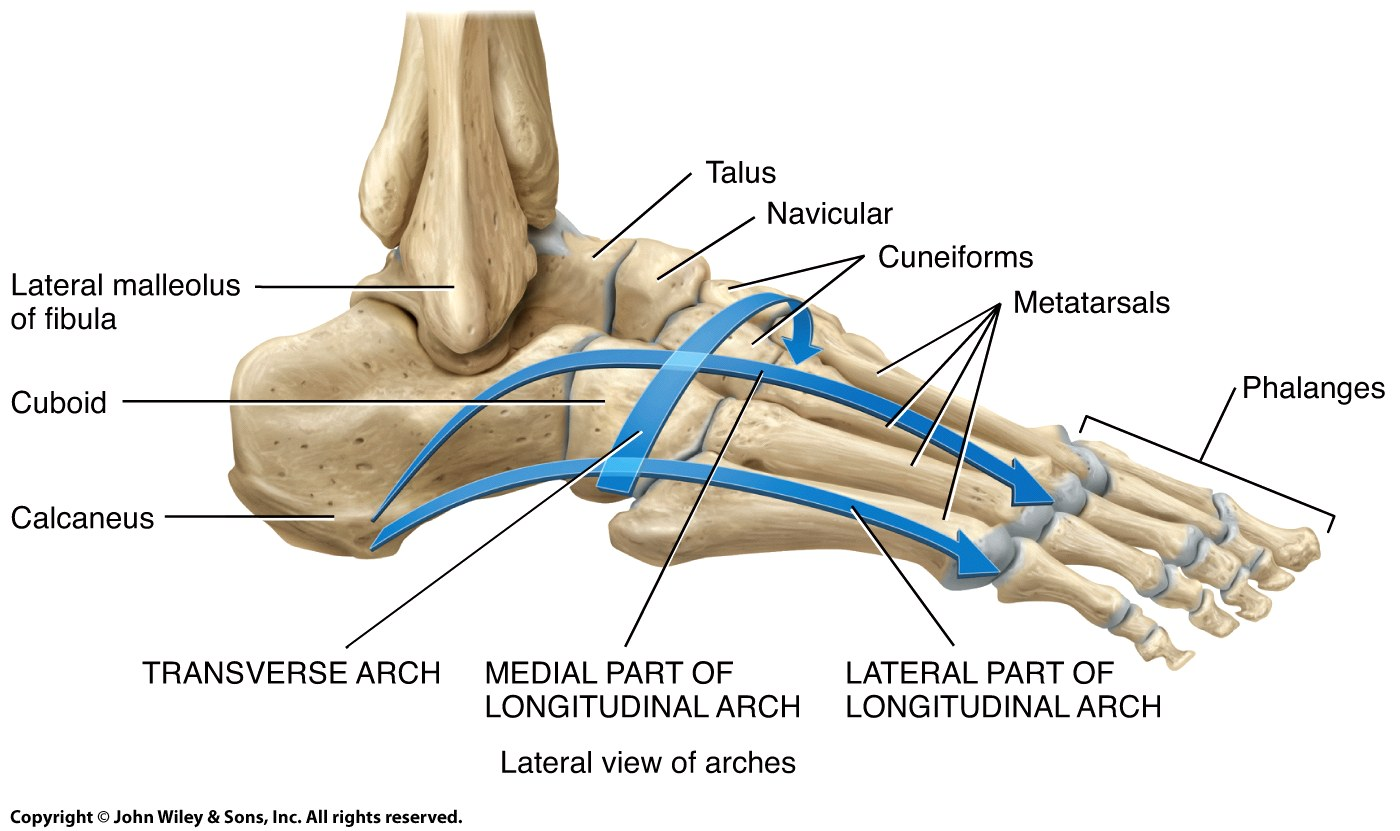 Talus
Navicular
Cuneiforms
Metatarsals
Phalanges
Lateral malleolus
of fibula
Cuboid
Calcaneus
TRANSVERSE ARCH
MEDIAL PART OF
LONGITUDINAL ARCH
LATERAL PART OF
LONGITUDINAL ARCH
Lateral view of arches
Copyright © John Wiley & Sons, Inc. All rights reserved.